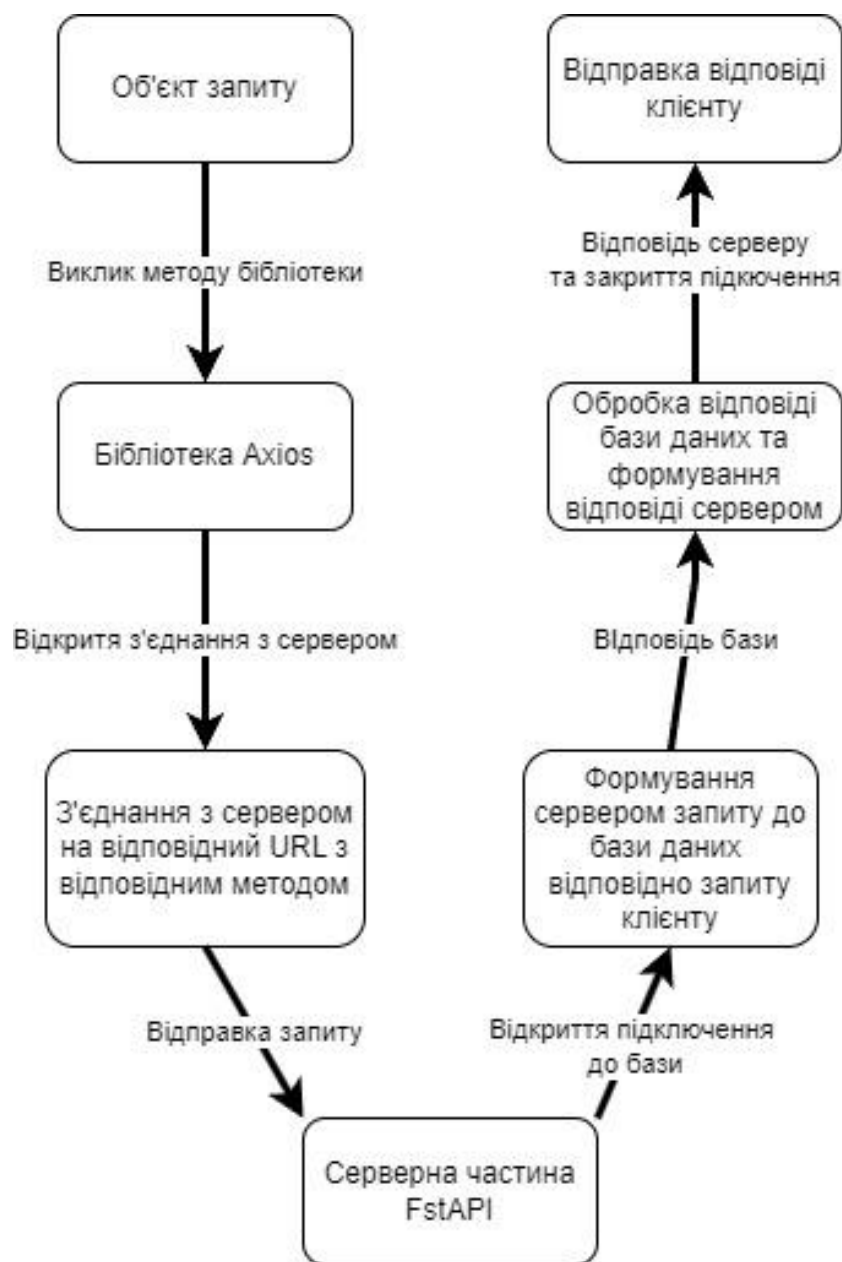 Об'єкт запиту
Виклик методу бібліотеки
Бібліотека Axios
Відкритя з'єднання з сервером
З'єднання з сервером
на відповідний URL з
відповідним методом
Відправка запиту
Серверна частина
FstAPI
Відкриття підключення
до бази
Формування
сервером запиту до
бази даних
відповідно запиту
клієнту
ВІдповідь бази
Обробка відповіді
бази даних та
формування
відповіді сервером
Відповідь серверу
та закриття підкючення
Відправка відповіді
клієнту